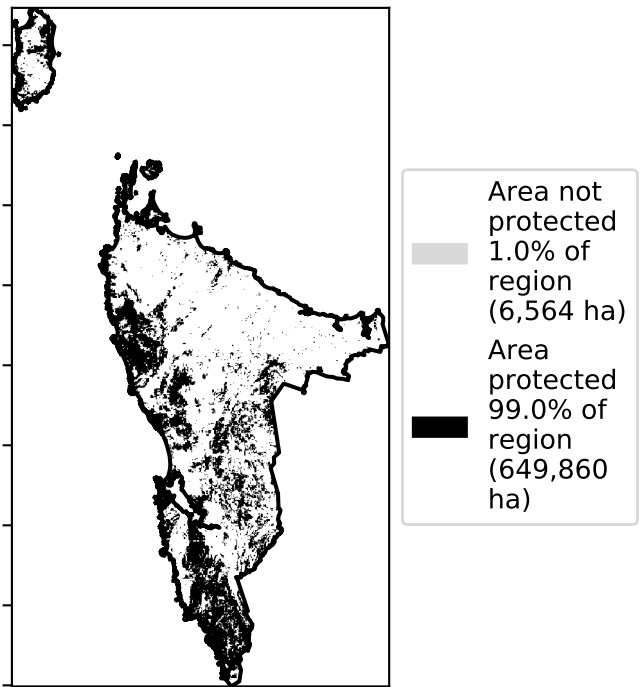 Area not
protected
1.0% of
region
(6,564 ha)
Area
protected
99.0% of
region
(649,860
ha)